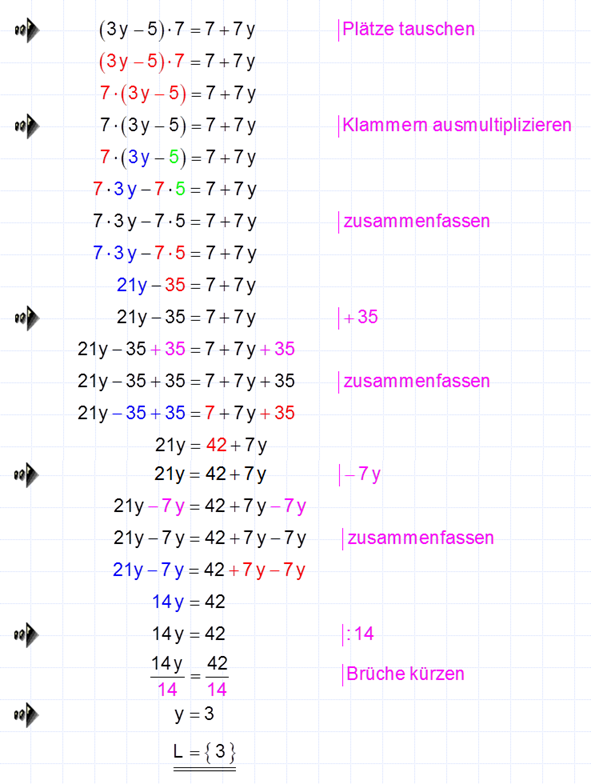 (3y − 5) · 7 = 7 + 7y |Plätze tauschen
(3y − 5) · 7 = 7 + 7y
7 · (3y − 5) = 7 + 7y
7 · (3y − 5) = 7 + 7y |Klammern ausmultiplizieren
7 · (3y − 5) = 7 + 7y
7 · 3y − 7 · 5 = 7 + 7y
7 · 3y − 7 · 5 = 7 + 7y |zusammenfassen
7 · 3y − 7 · 5 = 7 + 7y
21y − 35 = 7 + 7y
21y − 35 = 7 + 7y |+ 35
21y − 35 + 35 = 7 + 7y + 35
21y − 35 + 35 = 7 + 7y + 35 |zusammenfassen
21y − 35 + 35 = 7 + 7y + 35
21y = 42 + 7y
21y = 42 + 7y |− 7y
21y − 7y = 42 + 7y − 7y
21y − 7y = 42 + 7y − 7y |zusammenfassen
21y − 7y = 42 + 7y − 7y
14y = 42
14y = 42 |: 14
14y/14 = 42/14 |Brüche kürzen
y = 3
L = {3}